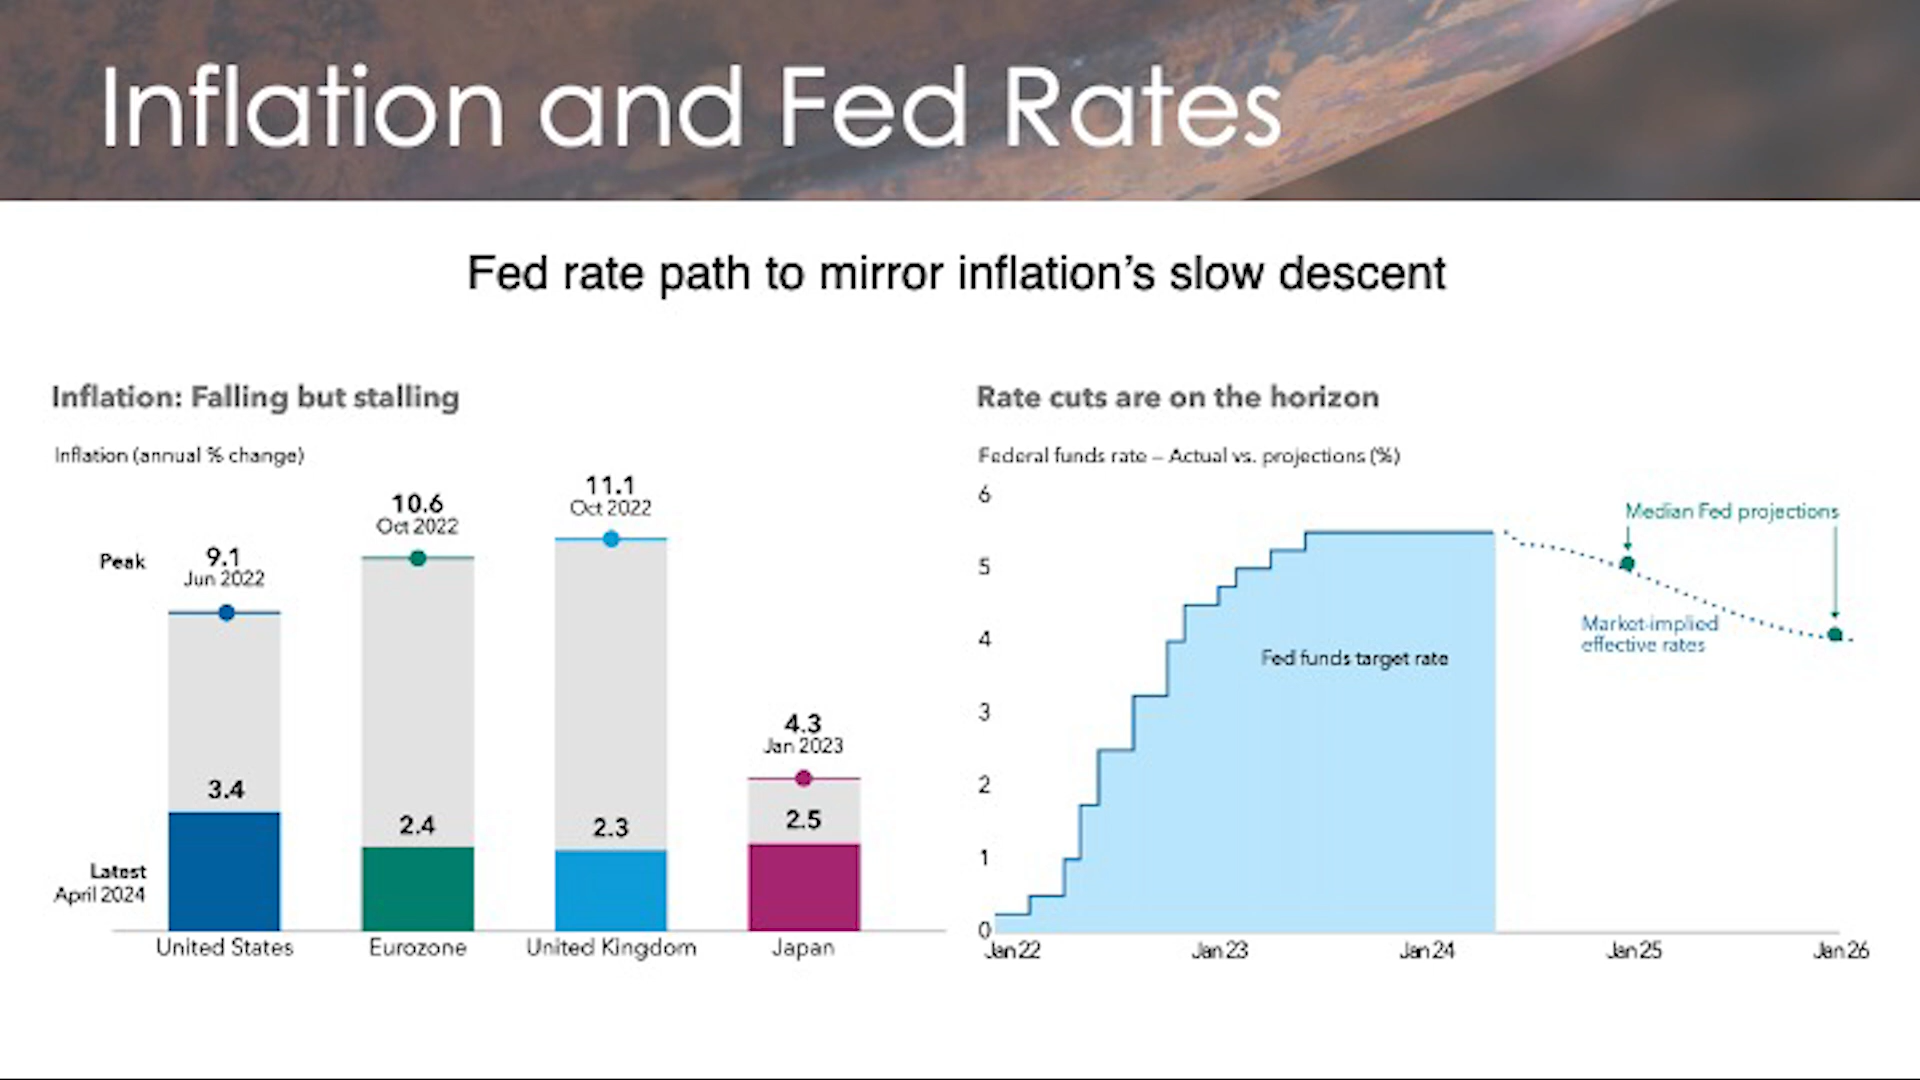 Inflation and Fed Rates
Fed rate path to mirror inflation’s slow descent
Inflation: Falling but stalling
Inflation (annual % change)
Peak
9.1
Jun 2022
10.6
Oct 2022
11.1
Oct 2022
4.3
Jan 2023
3.4
2.4
2.3
2.5
Latest
April 2024
United States
Eurozone
United Kingdom
Japan
Rate cuts are on the horizon
Federal funds rate – Actual vs. projections (%)
6
5
4
3
2
1
0
Median Fed projections
Market-implied
effective rates
Fed funds target rate
Jan 22
Jan 23
Jan 24
Jan 25
Jan 26